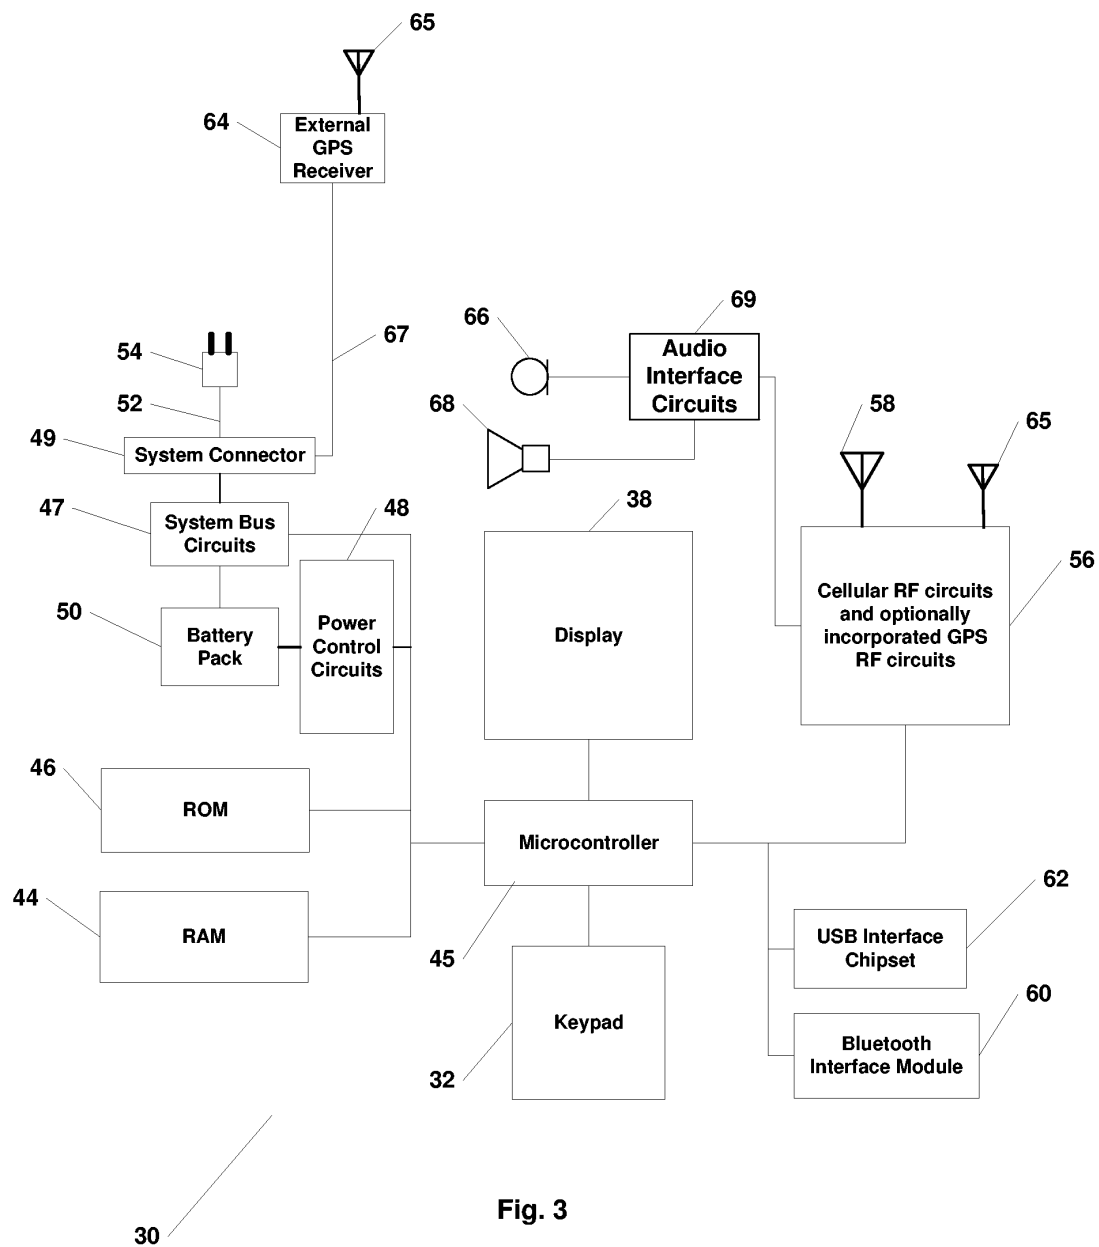 65
64
External
GPS
Receiver
67
54
52
49
System Connector
47
System Bus
Circuits
48
50
Battery
Pack
Power
Control
Circuits
66
68
69
Audio
Interface
Circuits
58
65
38
Display
56
Cellular RF circuits
and optionally
incorporated GPS
RF circuits
46
ROM
44
RAM
Microcontroller
45
62
USB Interface
Chipset
60
Bluetooth
Interface Module
Keypad
32
30
Fig. 3